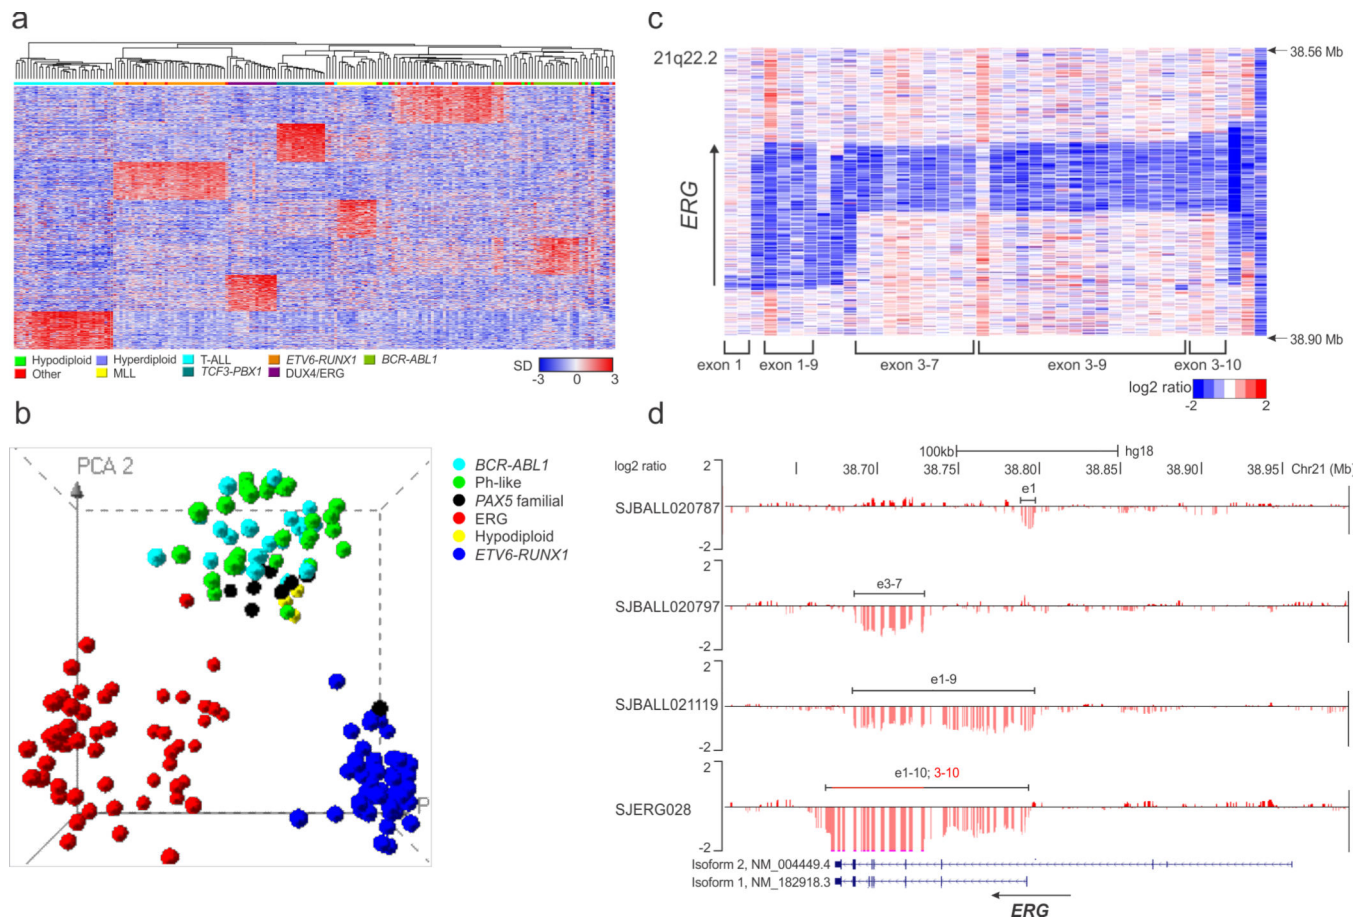 a
Hypodiploid Hyperdiploid T-ALL ETV6-RUNX1 BCR-ABL1
Other MLL TCF3-PBX1 DUX4/ERG
SD
-3 3
b
PCA 2
P
BCR-ABL1
Ph-like
PAX5 familial
ERG
Hypodiploid
ETV6-RUNX1
c
21q22.2
38.56 Mb
ERG
38.90 Mb
exon 1 exon 1-9 exon 3-7 exon 3-9 exon 3-10
log2 ratio
-2 2
d
100kb hg18
log2 ratio 2 38.70 38.75 38.80 38.85 38.90 38.95 Chr21 (Mb)
e1
SJBALL020787
-2
2
e3-7
SJBALL020797
-2
2
e1-9
SJBALL021119
-2
2
e1-10; 3-10
SJERG028
-2
Isoform 2, NM_004449.4
Isoform 1, NM_182918.3
ERG